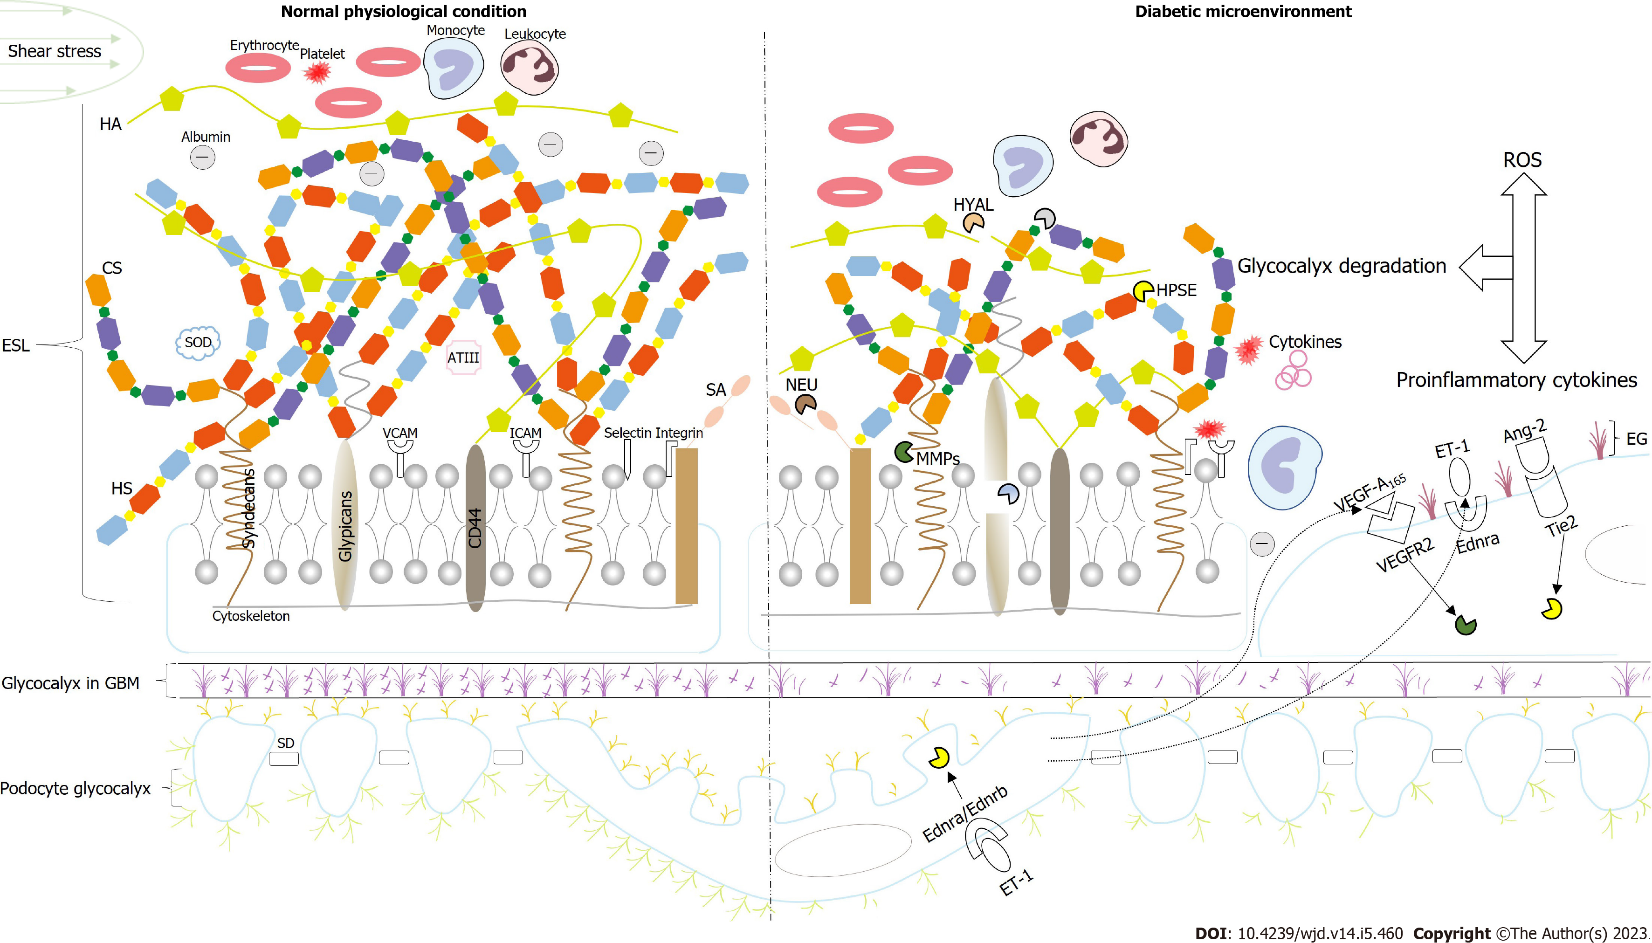 Normal physiological condition
Diabetic microenvironment
Shear stress
Erythrocyte
Platelet
Monocyte
Leukocyte
HA
Albumin
CS
SOD
ATIII
ESL
HS
SA
VCAM
ICAM
Selectin Integrin
Syndecans
Glypicans
CD44
Cytoskeleton
HYAL
HPSE
NEU
MMPs
Cytokines
ROS
Glycocalyx degradation
Proinflammatory cytokines
EG
Ang-2
ET-1
VEGF-A165
VEGFR2
Ednra
Tie2
Glycocalyx in GBM
SD
Podocyte glycocalyx
Ednra/Ednrb
ET-1
DOI: 10.4239/wjd.v14.i5.460 Copyright ©The Author(s) 2023.